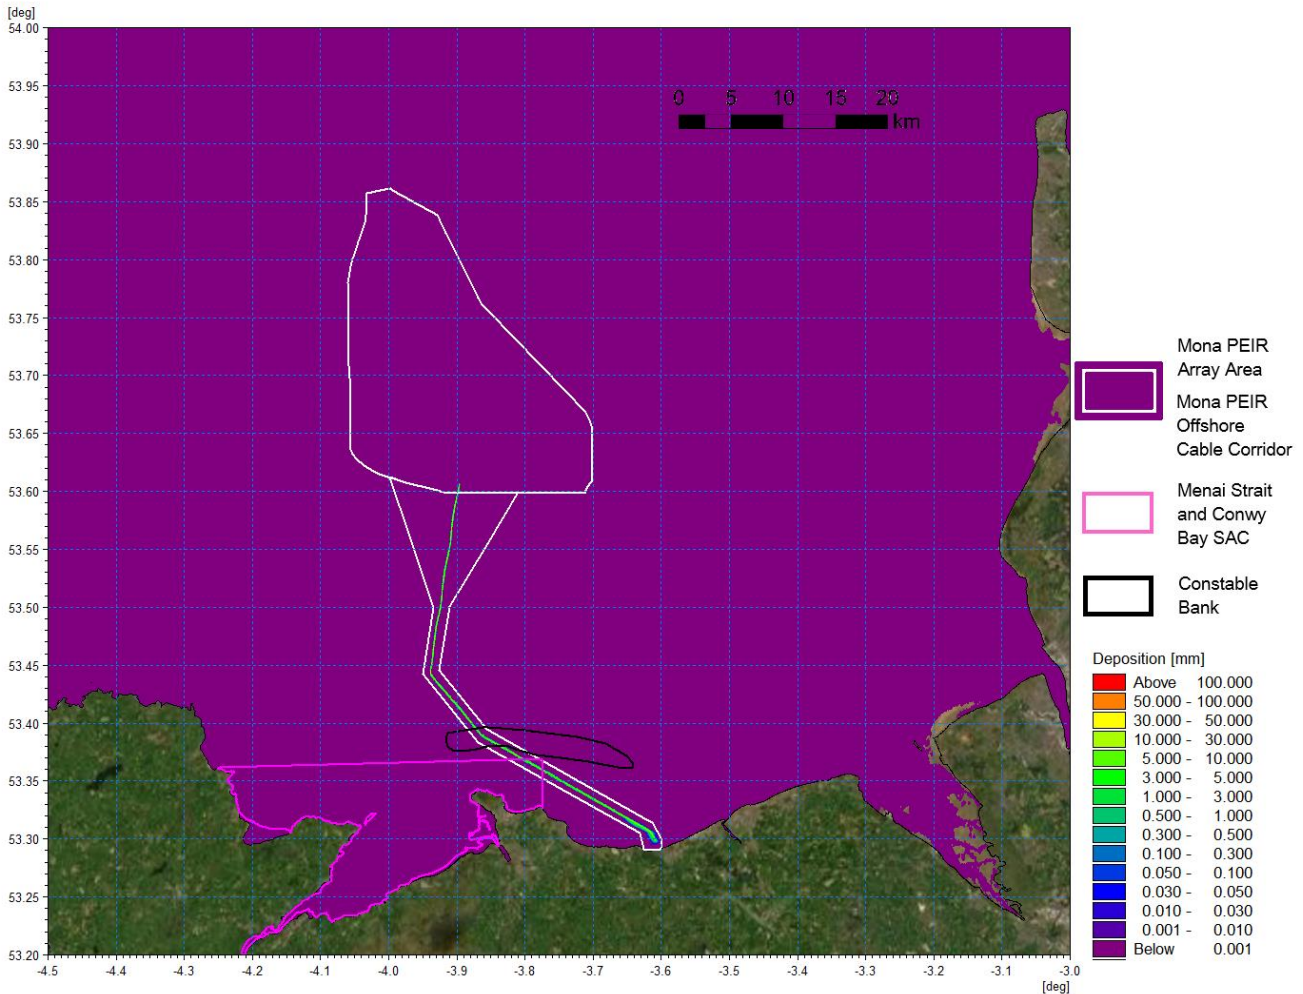 [deg]
54.00
53.95
53.90
53.85
53.80
53.75
53.70
53.65
53.60
53.55
53.50
53.45
53.40
53.35
53.30
53.25
53.20
-4.5 -4.4 -4.3 -4.2 -4.1 -4.0 -3.9 -3.8 -3.7 -3.6 -3.5 -3.4 -3.3 -3.2 -3.1 -3.0
[deg]
0 5 10 15 20
km
Mona PEIR
Array Area
Mona PEIR
Offshore
Cable Corridor
Menai Strait
and Conwy
Bay SAC
Constable
Bank
Deposition [mm]
Above 100.000
50.000 - 100.000
30.000 - 50.000
10.000 - 30.000
5.000 - 10.000
3.000 - 5.000
1.000 - 3.000
0.500 - 1.000
0.300 - 0.500
0.100 - 0.300
0.050 - 0.100
0.030 - 0.050
0.010 - 0.030
0.001 - 0.010
Below 0.001